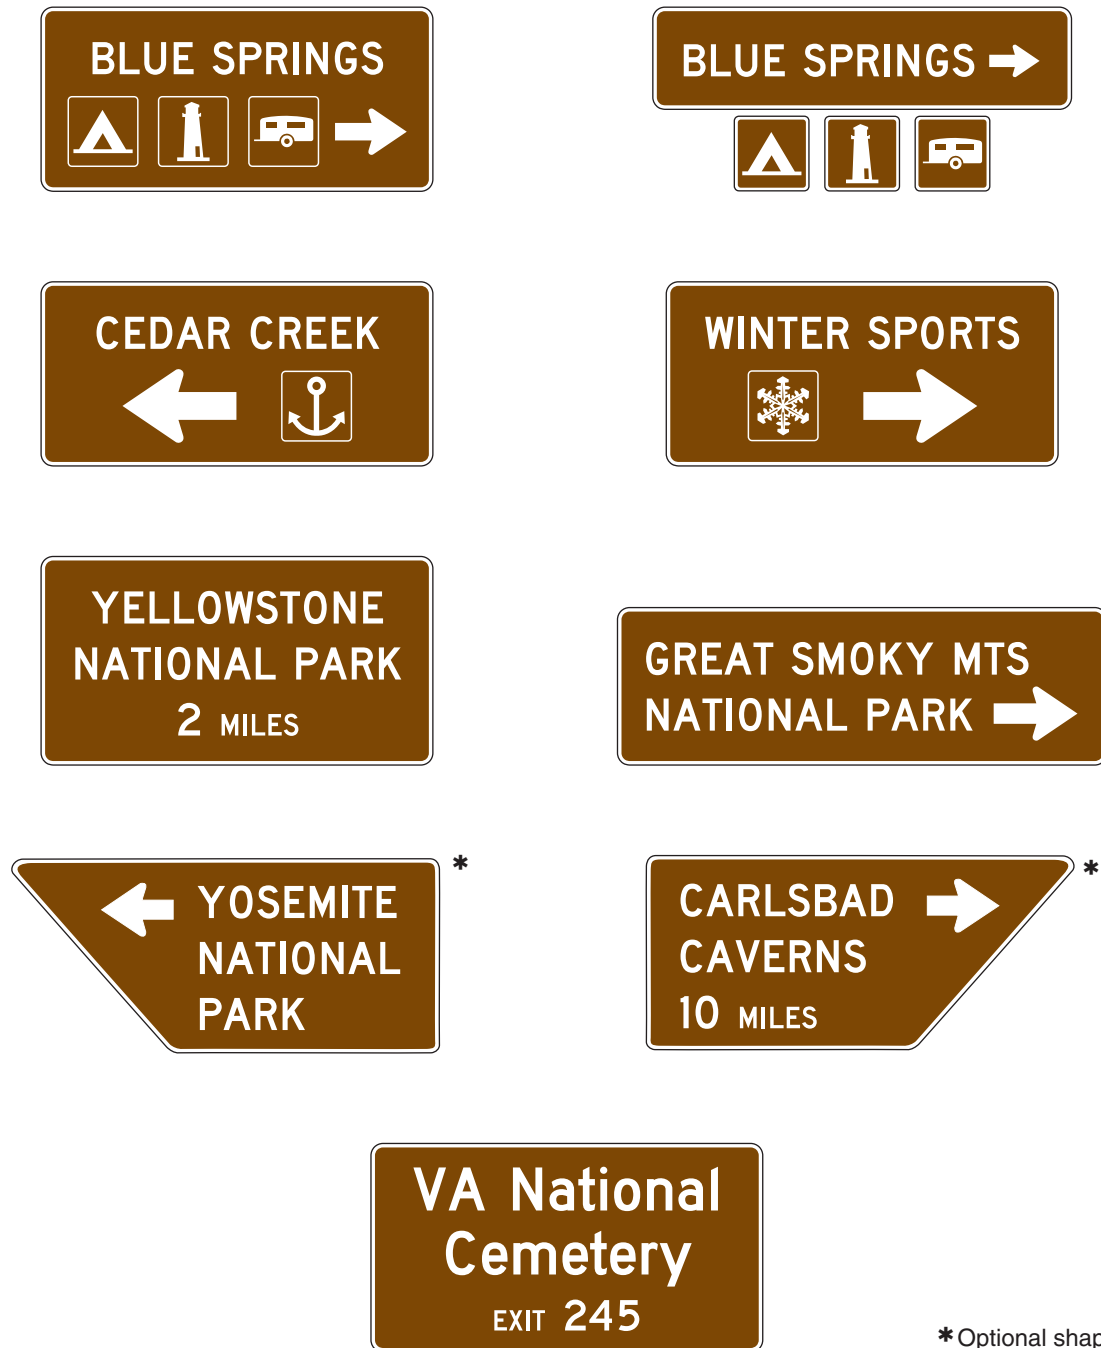 BLUE SPRINGS
BLUE SPRINGS
CEDAR CREEK
WINTER SPORTS
YELLOWSTONE
NATIONAL PARK
2 MILES
GREAT SMOKY MTS
NATIONAL PARK
*
YOSEMITE
NATIONAL
PARK
*
CARLSBAD
CAVERNS
10 MILES
VA National
Cemetery
EXIT 245
* Optional shap